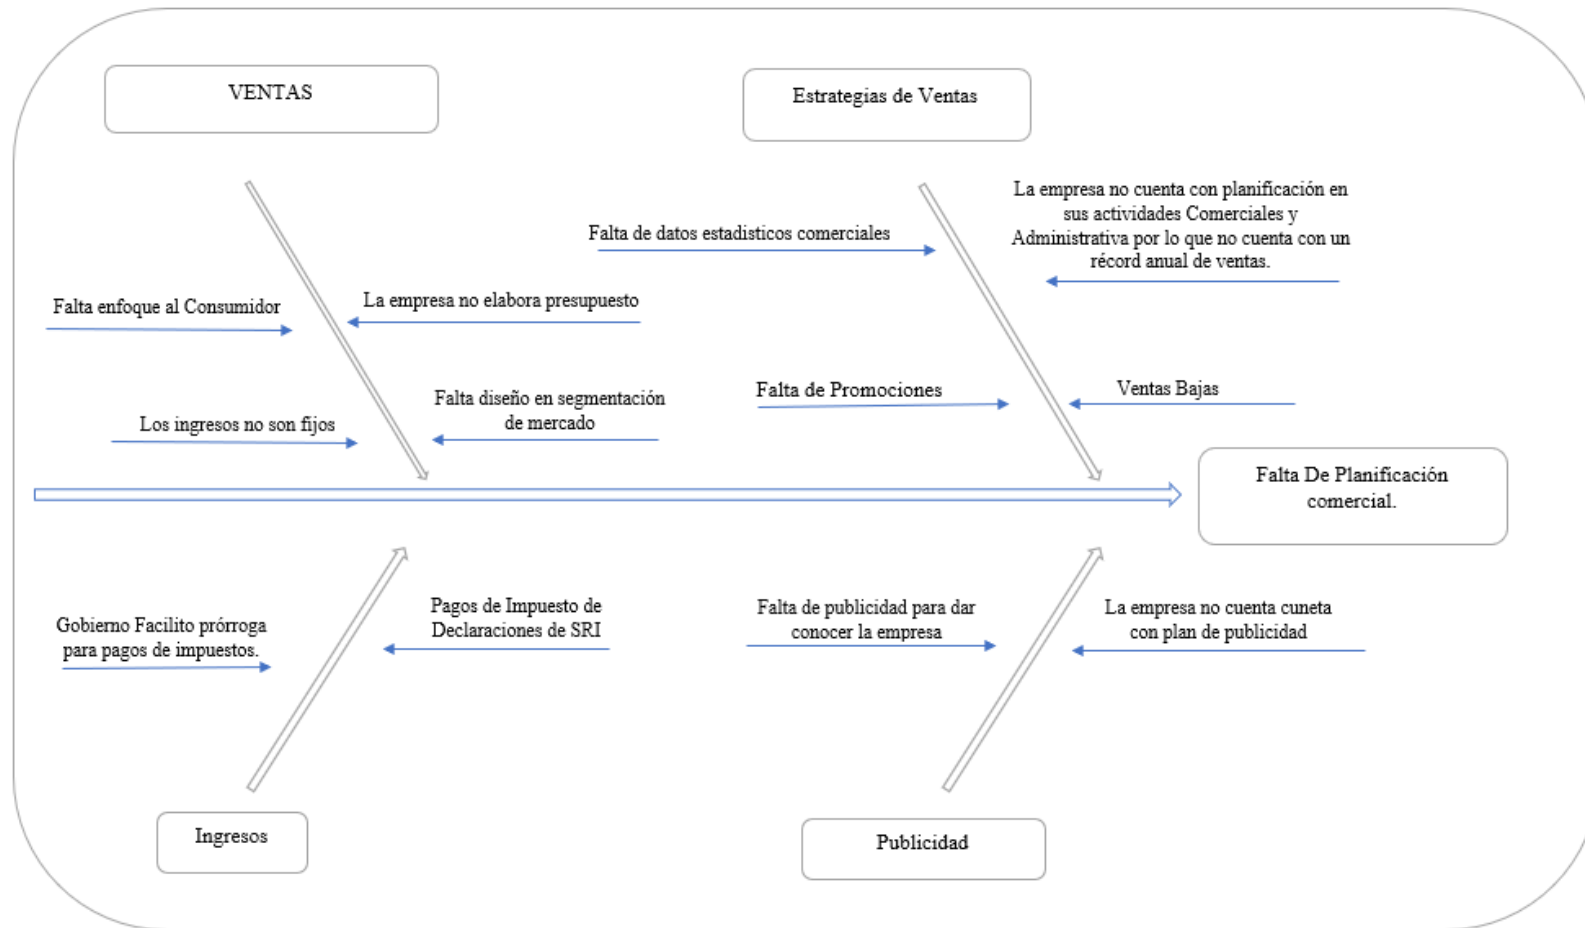 VENTAS
Estrategias de Ventas
La empresa no cuenta con planificación en
sus actividades Comerciales y
Administrativa por lo que no cuenta con un
récord anual de ventas.
Falta de datos estadisticos comerciales
Falta enfoque al Consumidor
La empresa no elabora presupuesto
Falta de Promociones
Ventas Bajas
Los ingresos no son fijos
Falta diseño en segmentación
de mercado
Falta De Planificación
comercial.
Gobierno Facilito prórroga
para pagos de impuestos.
Pagos de Impuesto de
Declaraciones de SRI
Falta de publicidad para dar
conocer la empresa
La empresa no cuenta cuneta
con plan de publicidad
Ingresos
Publicidad